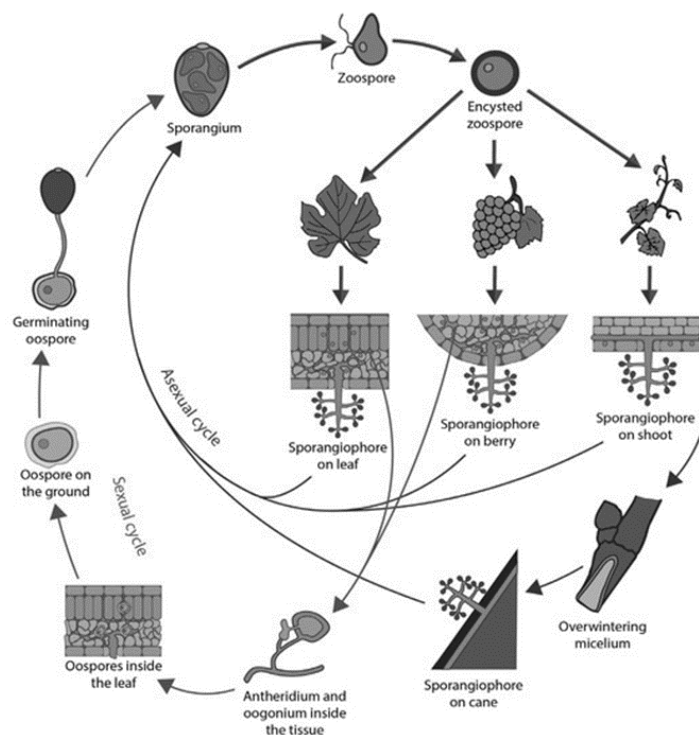 Zoospore
Sporangium
Encysted
zoospore
Germinating
oospore
Asexual cycle
Sporangiophore
on leaf
Sporangiophore
on berry
Sporangiophore
on shoot
Oospore on
the ground
Sexual cycle
Oospores inside
the leaf
Antheridium and
oogonium inside
the tissue
Sporangiophore
on cane
Overwintering
micelium